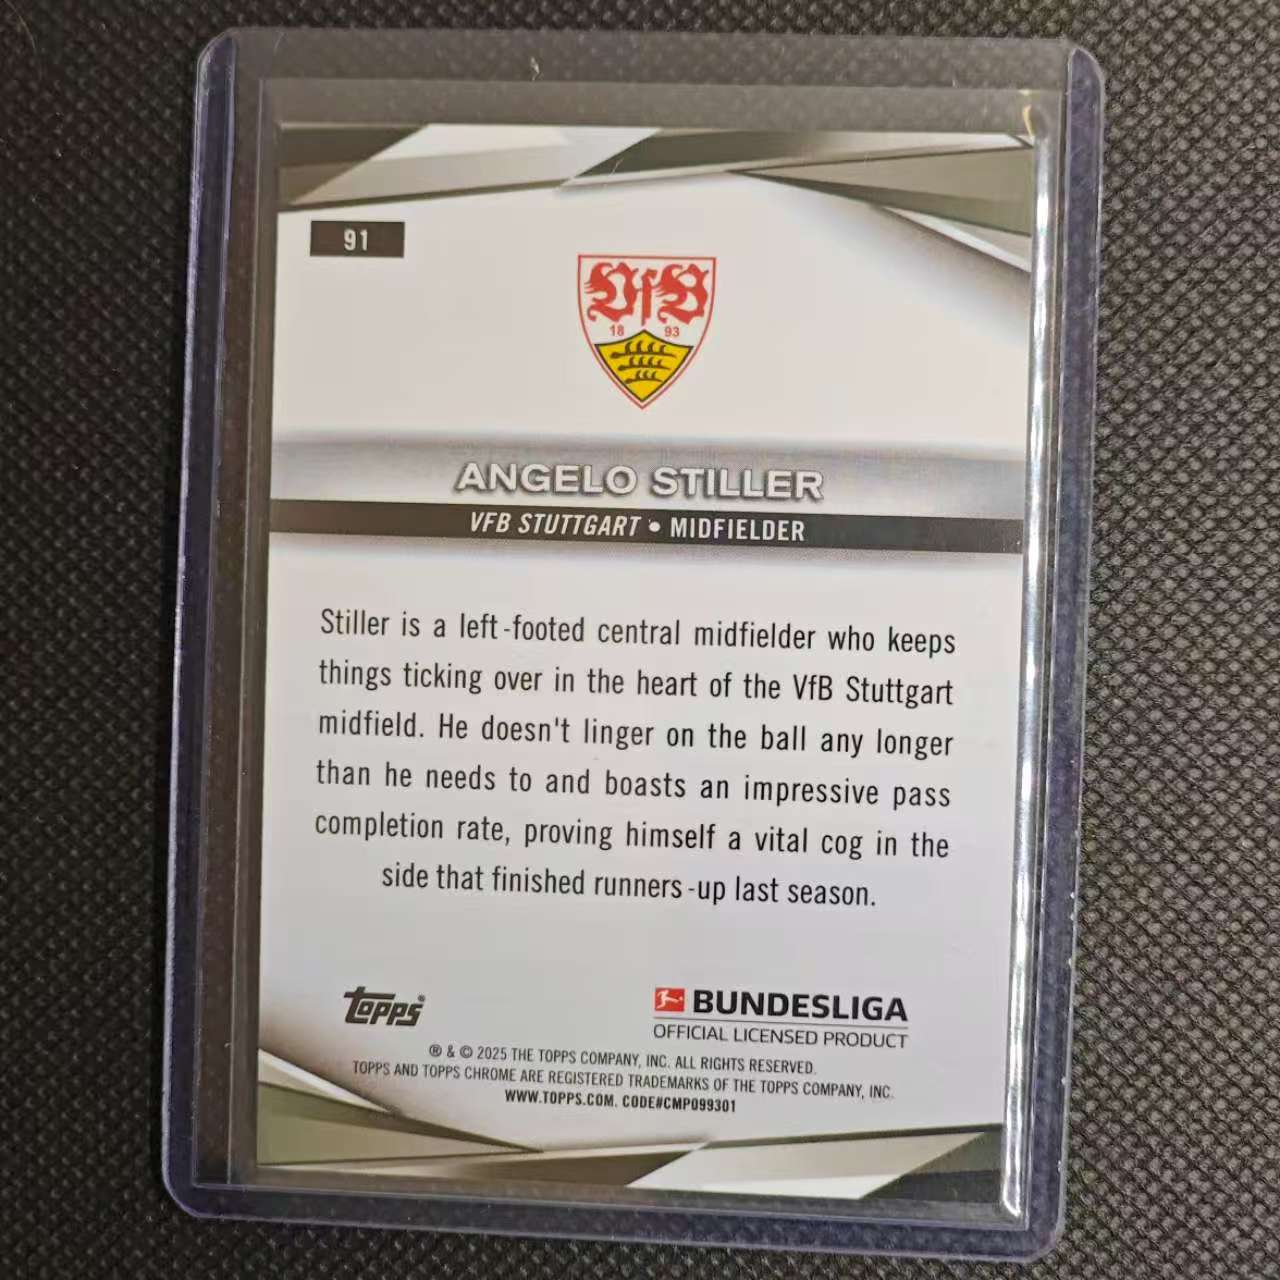 91
VfB
18 93
ANGELO STILLER
VFB STUTTGART • MIDFIELDER
Stiller is a left-footed central midfielder who keeps
things ticking over in the heart of the VfB Stuttgart
midfield. He doesn't linger on the ball any longer
than he needs to and boasts an impressive pass
completion rate, proving himself a vital cog in the
side that finished runners-up last season.
topps®
BUNDESLIGA
OFFICIAL LICENSED PRODUCT
® & © 2025 THE TOPPS COMPANY, INC. ALL RIGHTS RESERVED.
TOPPS AND TOPPS CHROME ARE REGISTERED TRADEMARKS OF THE TOPPS COMPANY, INC.
WWW.TOPPS.COM. CODE#CMP099301